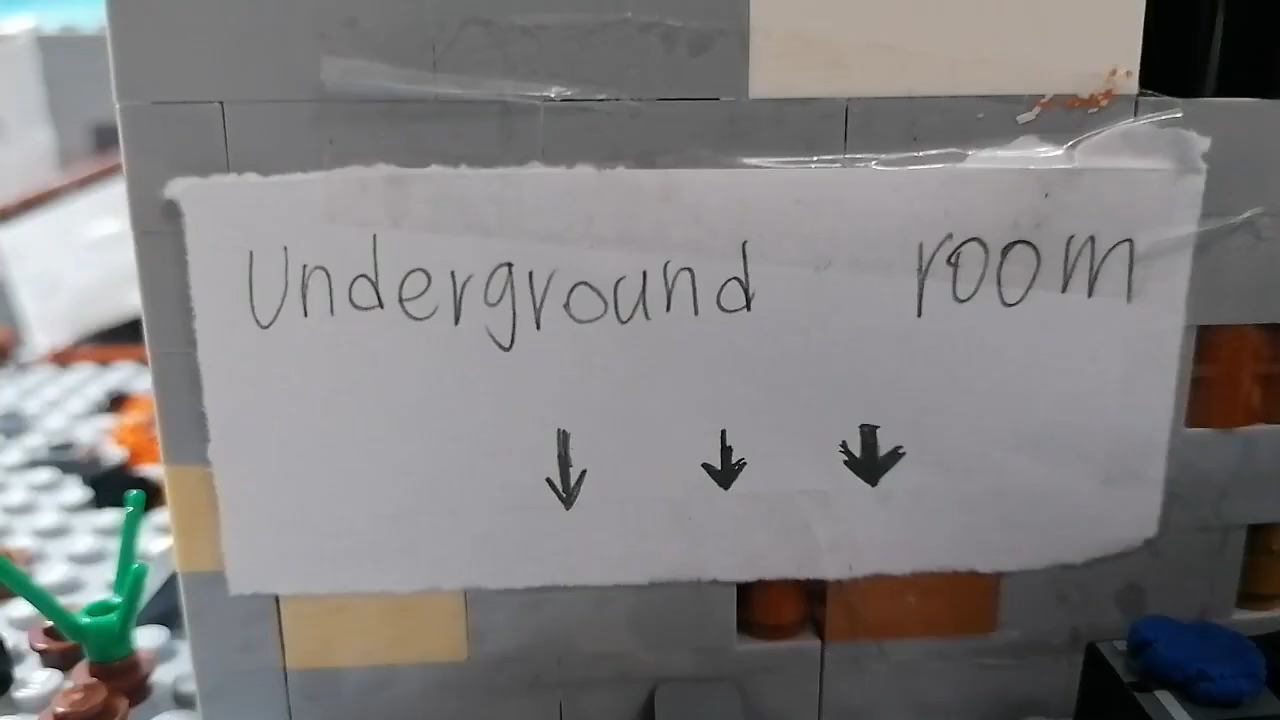 Underground room
↓ ↓ ↓